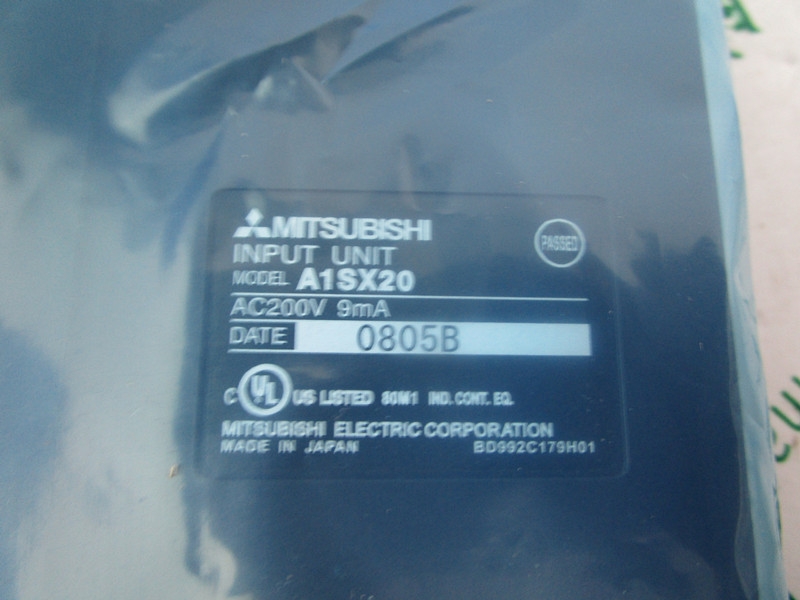 MITSUBISHI
PASSED
INPUT UNIT
MODEL A1SX20
AC200V 9mA
DATE 0805B
C UL US LISTED 80M1 IND. CONT. EQ.
MITSUBISHI ELECTRIC CORPORATION
MADE IN JAPAN BD992C179H01